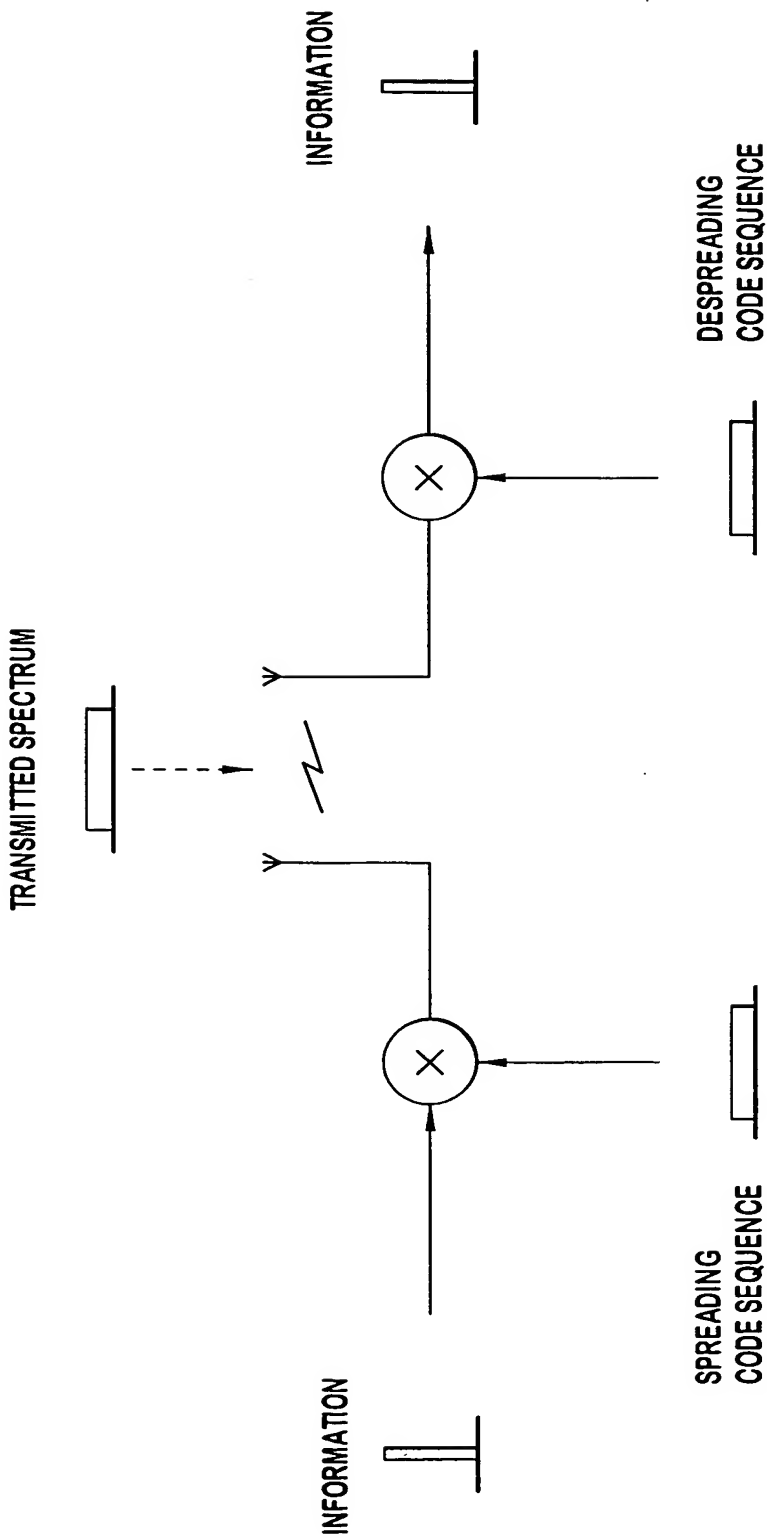 TRANSMITTED SPECTRUM
INFORMATION
INFORMATION
SPREADING
CODE SEQUENCE
DESPREADING
CODE SEQUENCE